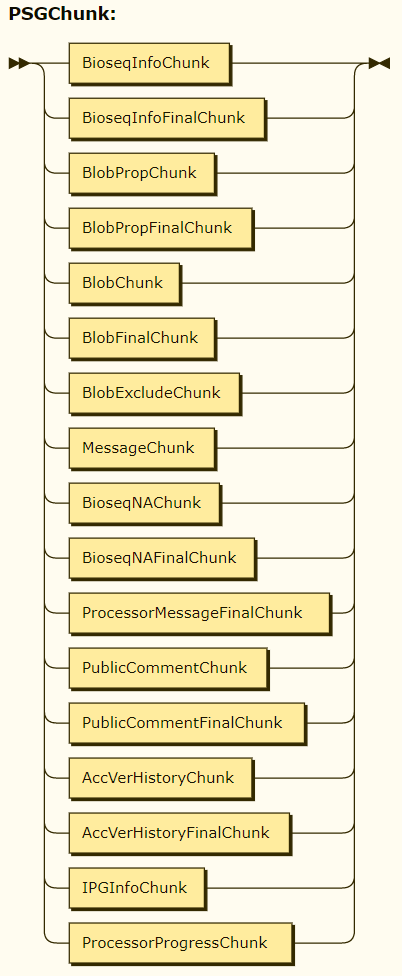 PSGChunk:
BioseqInfoChunk
BioseqInfoFinalChunk
BlobPropChunk
BlobPropFinalChunk
BlobChunk
BlobFinalChunk
BlobExcludeChunk
MessageChunk
BioseqNAChunk
BioseqNAFinalChunk
ProcessorMessageFinalChunk
PublicCommentChunk
PublicCommentFinalChunk
AccVerHistoryChunk
AccVerHistoryFinalChunk
IPGInfoChunk
ProcessorProgressChunk